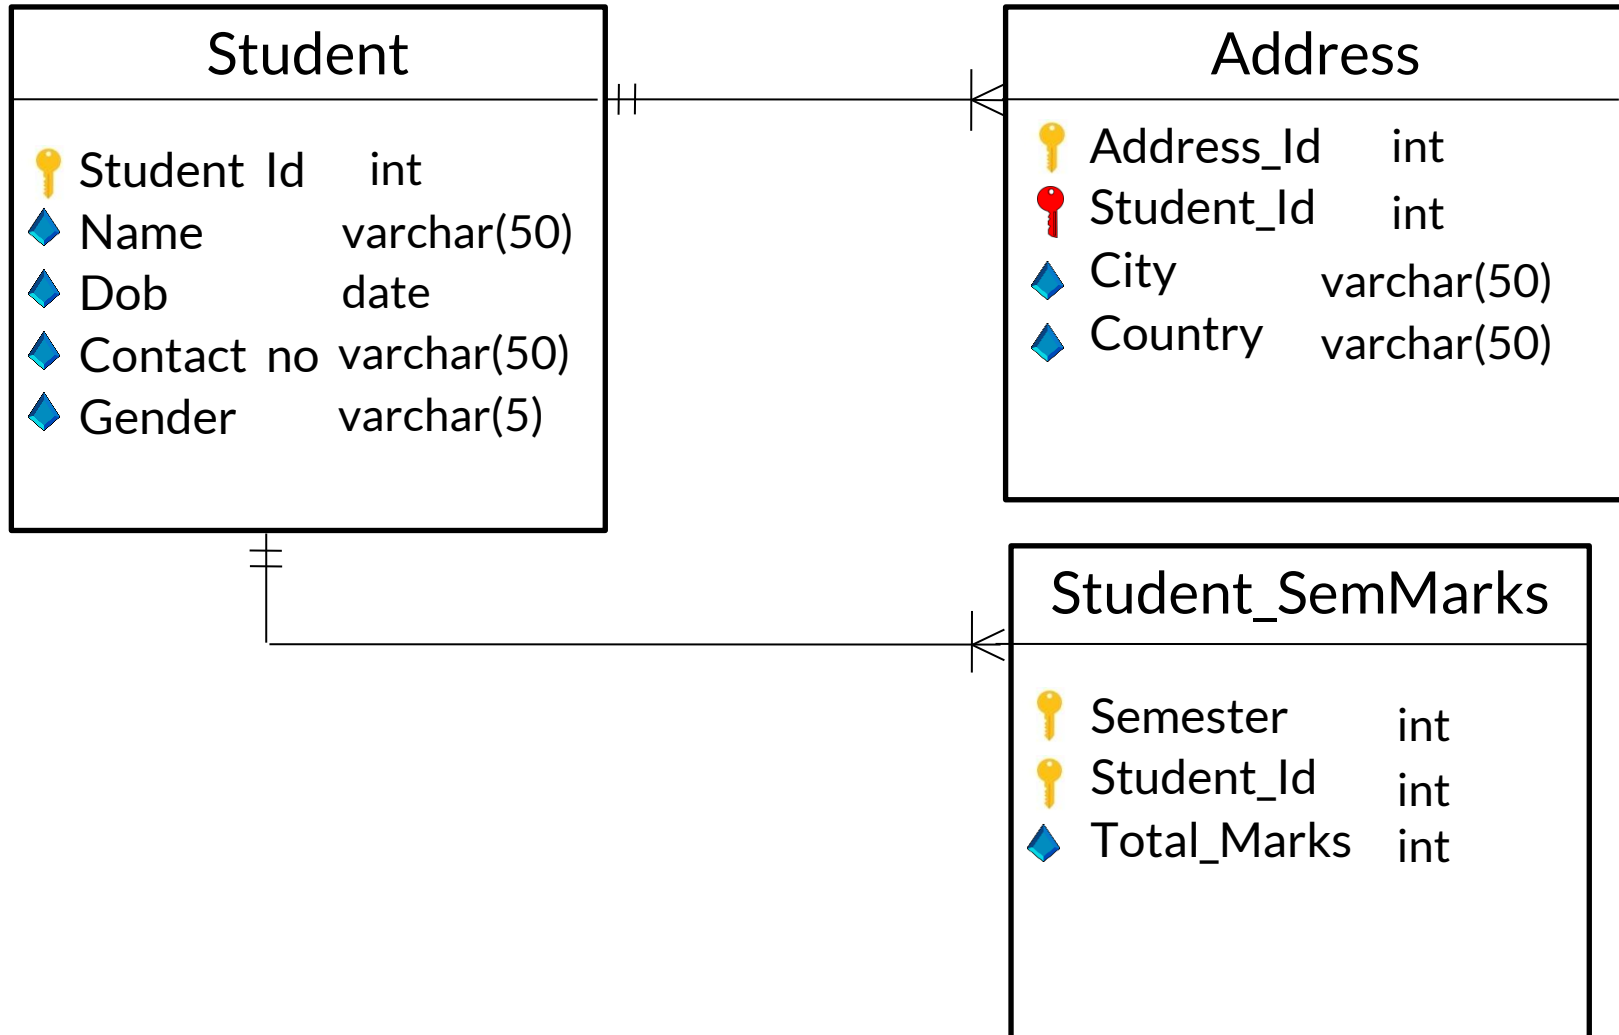 Student
Student Id int
Name varchar(50)
Dob date
Contact no varchar(50)
Gender varchar(5)
Address
Address_Id int
Student_Id int
City varchar(50)
Country varchar(50)
Student_SemMarks
Semester int
Student_Id int
Total_Marks int